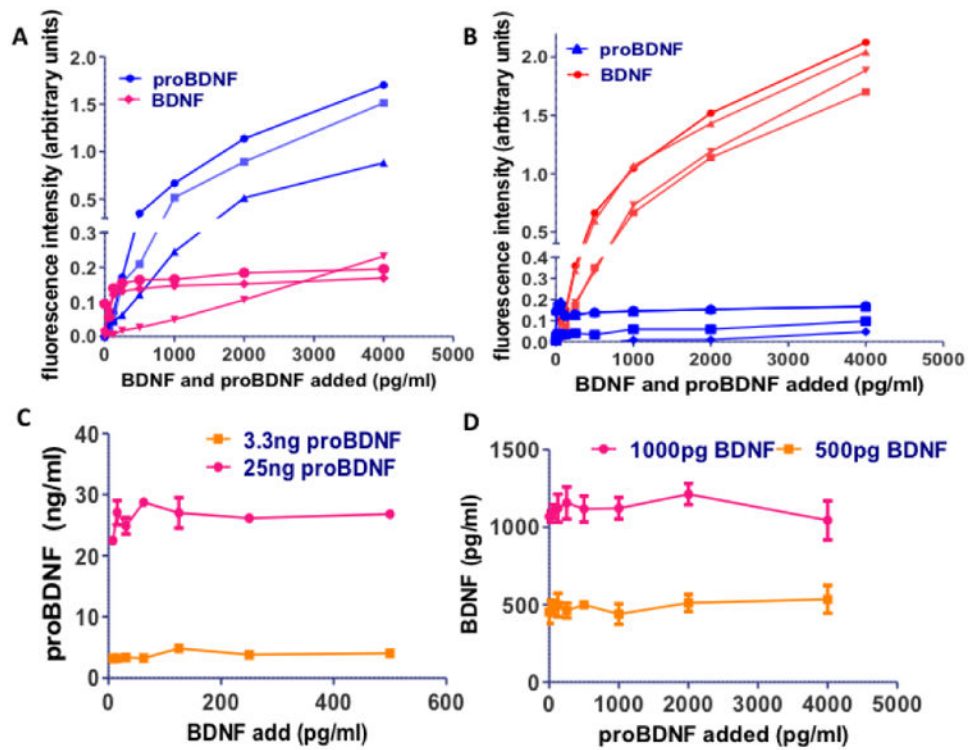 A
fluorescence intensity (arbitrary units)
2.0
1.5
1.0
0.5
0.3
0.2
0.1
0.0
proBDNF
BDNF
0 1000 2000 3000 4000 5000
BDNF and proBDNF added (pg/ml)
B
fluorescence intensity (arbitrary units)
2.0
1.5
1.0
0.5
0.4
0.3
0.2
0.1
0.0
proBDNF
BDNF
0 1000 2000 3000 4000 5000
BDNF and proBDNF added (pg/ml)
C
proBDNF (ng/ml)
40
30
20
10
0
3.3ng proBDNF
25ng proBDNF
0 200 400 600
BDNF add (pg/ml)
D
BDNF (pg/ml)
1500
1000
500
0
1000pg BDNF 500pg BDNF
0 1000 2000 3000 4000 5000
proBDNF added (pg/ml)